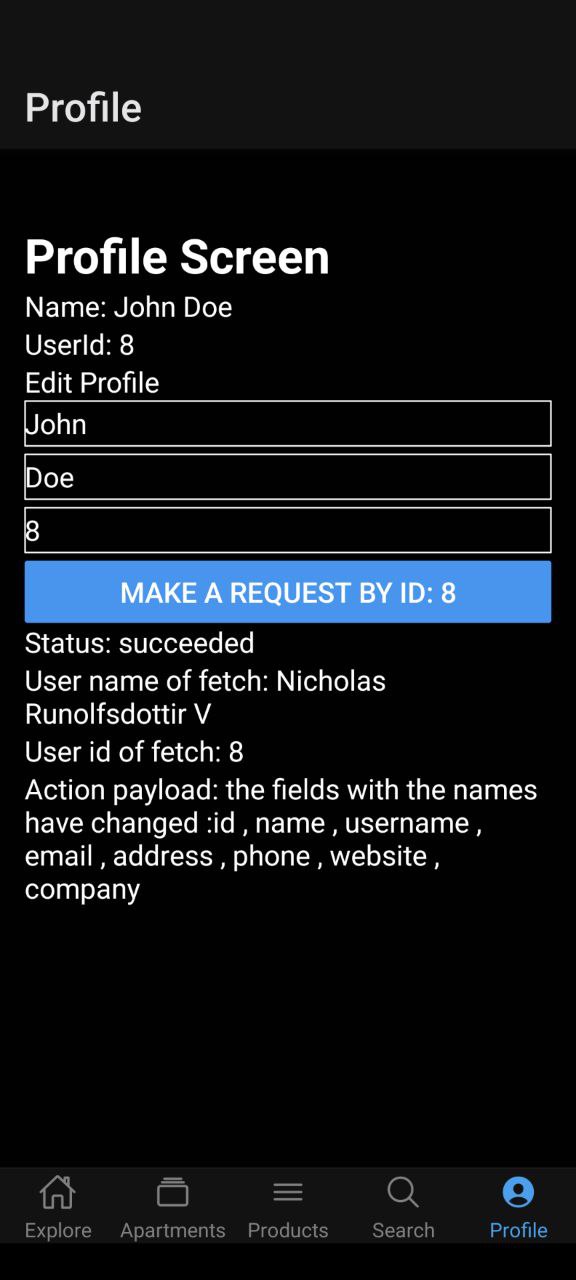 Profile
Profile Screen
Name: John Doe
UserId: 8
Edit Profile
John
Doe
8
MAKE A REQUEST BY ID: 8
Status: succeeded
User name of fetch: Nicholas
Runolfsdottir V
User id of fetch: 8
Action payload: the fields with the names
have changed :id , name , username ,
email , address , phone , website ,
company
Explore Apartments Products Search Profile